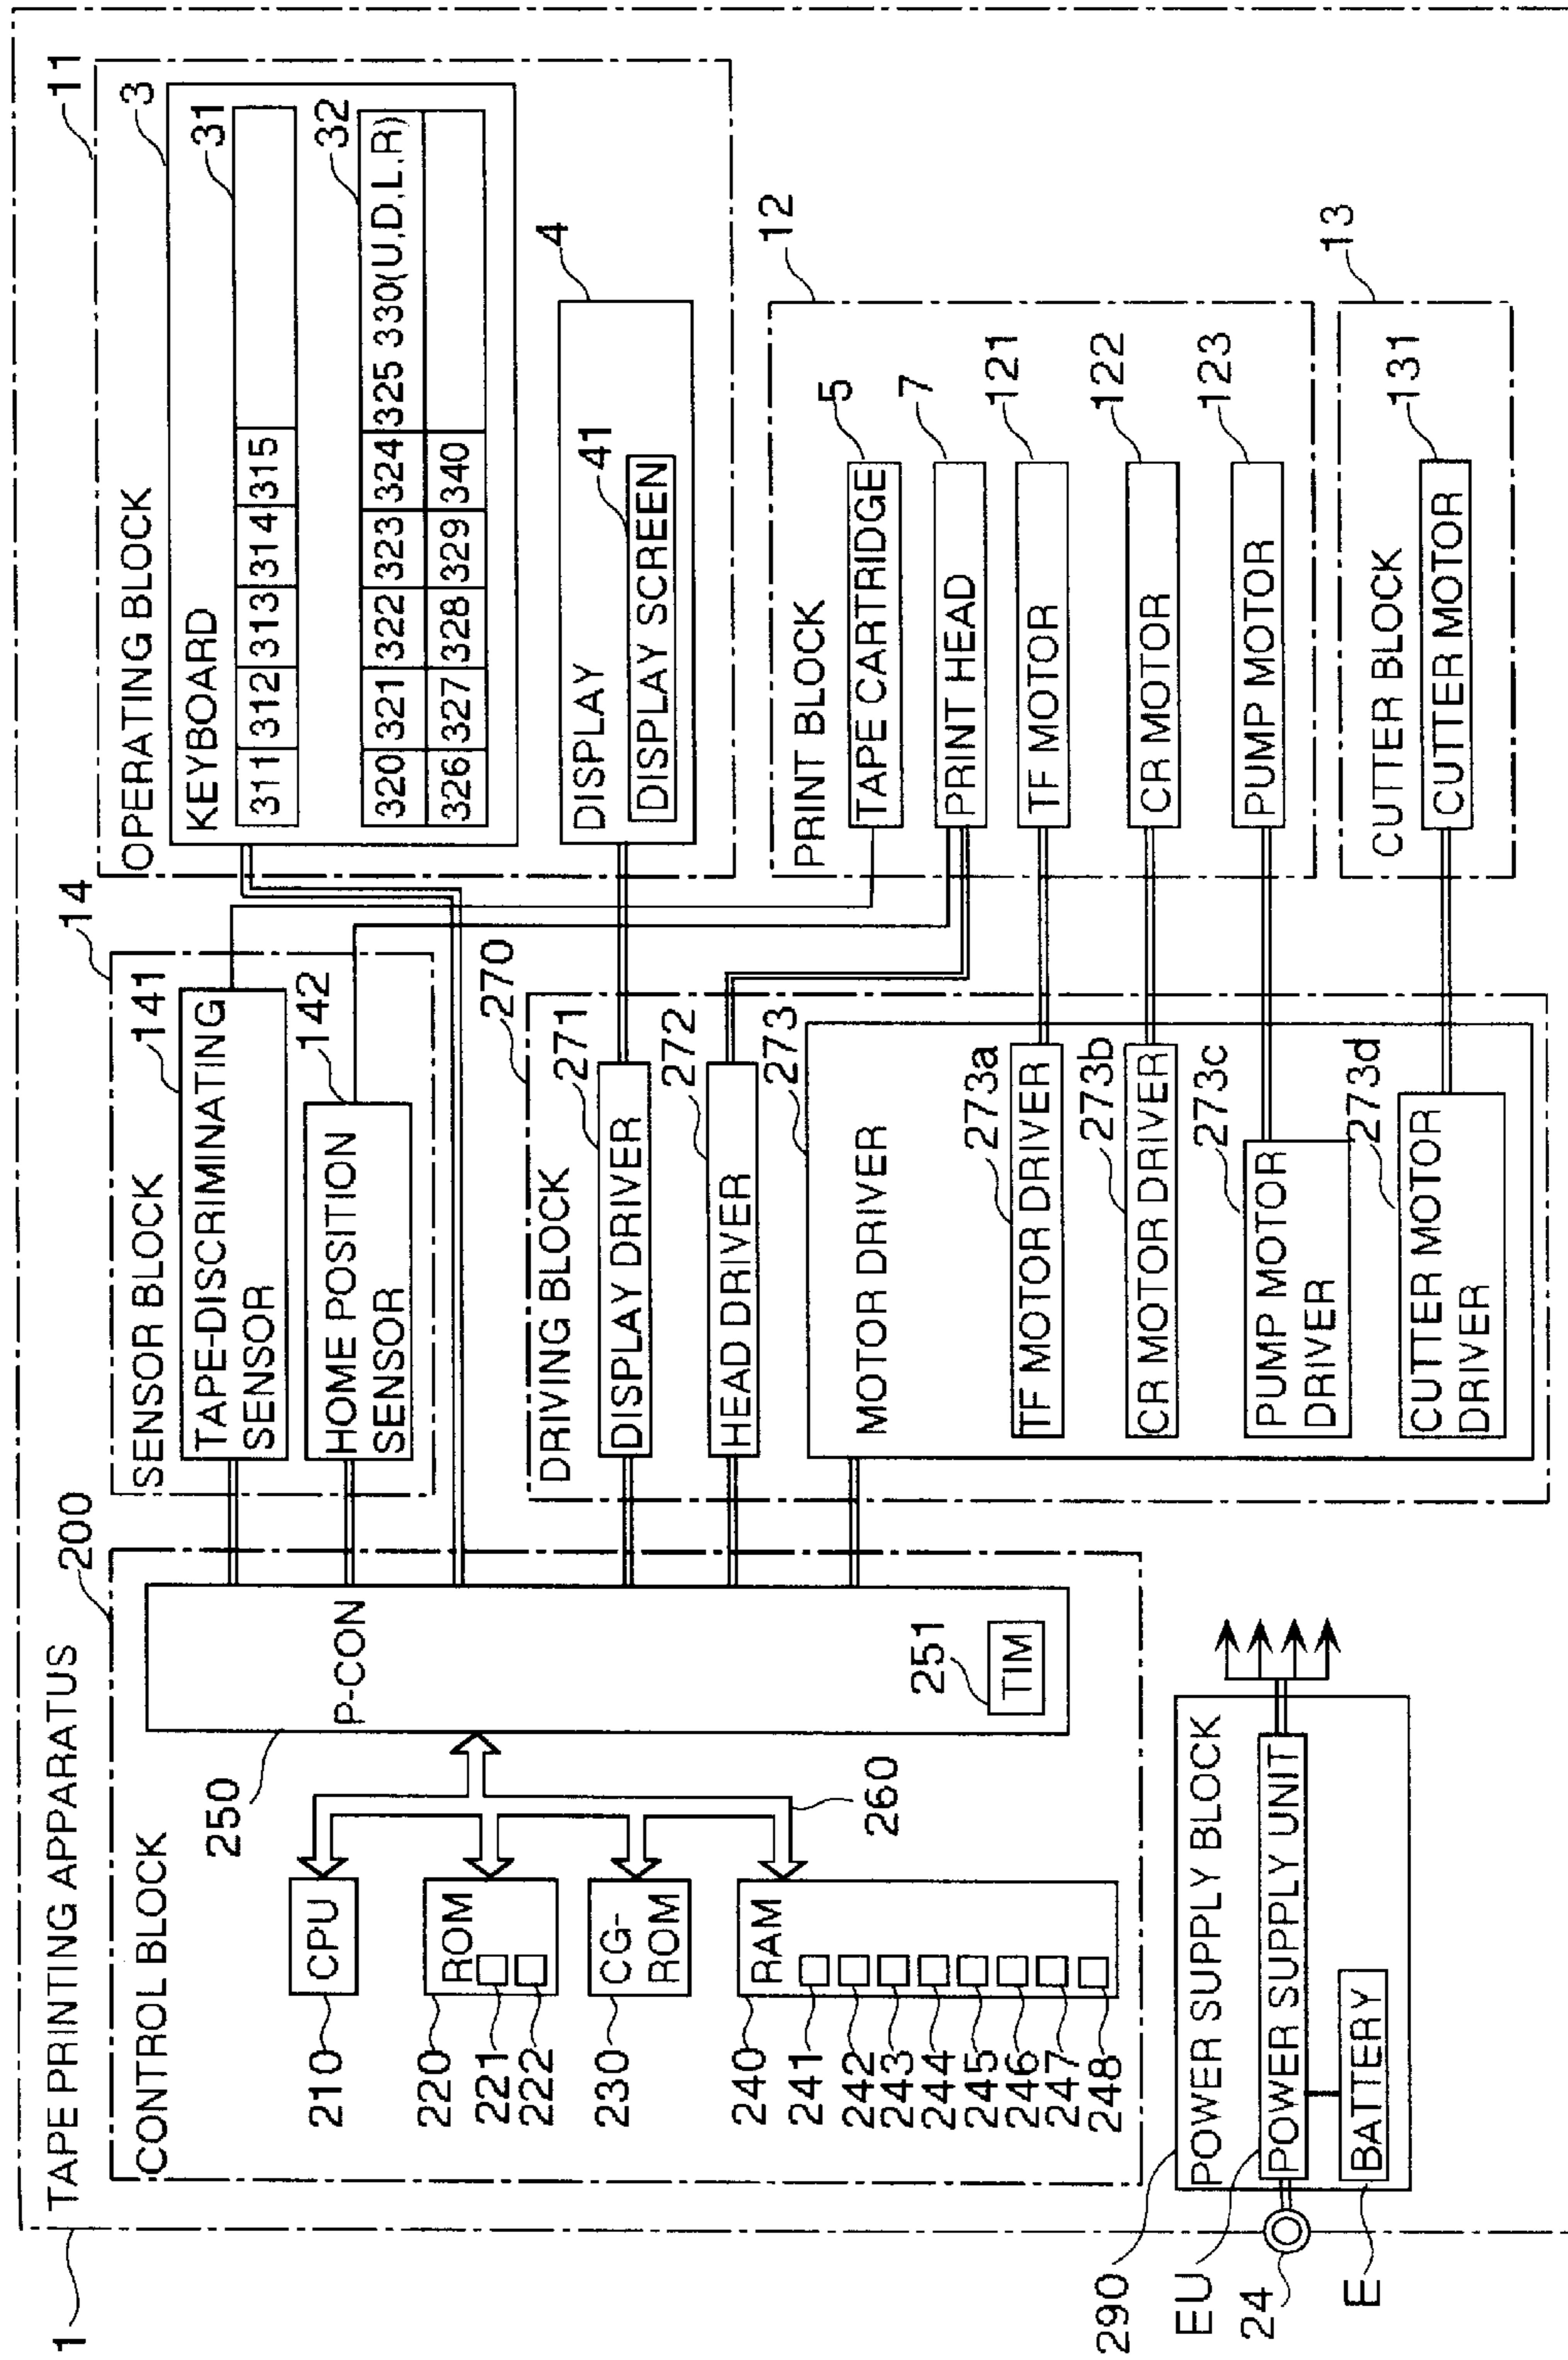 1
TAPE PRINTING APPARATUS
CONTROL BLOCK
200
210
CPU
220
ROM
221
222
230
CG-
ROM
240
RAM
241
242
243
244
245
246
247
248
250
P-CON
251
TIM
260
290
POWER SUPPLY BLOCK
EU
POWER SUPPLY UNIT
24
E
BATTERY
14
SENSOR BLOCK
141
TAPE-DISCRIMINATING
SENSOR
142
HOME POSITION
SENSOR
270
DRIVING BLOCK
271
DISPLAY DRIVER
272
HEAD DRIVER
273
MOTOR DRIVER
273a
TF MOTOR DRIVER
273b
CR MOTOR DRIVER
273c
PUMP MOTOR
DRIVER
273d
CUTTER MOTOR
DRIVER
11
OPERATING BLOCK
3
KEYBOARD
31
311 312 313 314 315
32
320 321 322 323 324 325 330(U,D,L,R)
326 327 328 329 340
4
DISPLAY
41
DISPLAY SCREEN
12
PRINT BLOCK
5
TAPE CARTRIDGE
7
PRINT HEAD
121
TF MOTOR
122
CR MOTOR
123
PUMP MOTOR
13
CUTTER BLOCK
131
CUTTER MOTOR